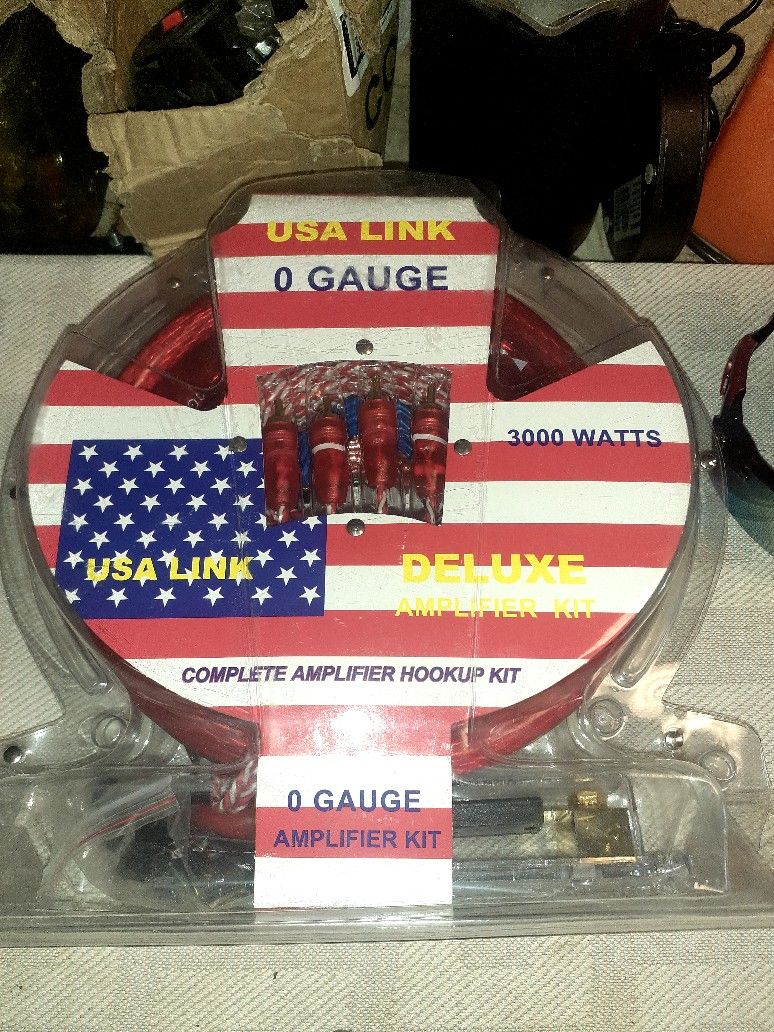 USA LINK
0 GAUGE
3000 WATTS
USA LINK
DELUXE
AMPLIFIER KIT
COMPLETE AMPLIFIER HOOKUP KIT
0 GAUGE
AMPLIFIER KIT